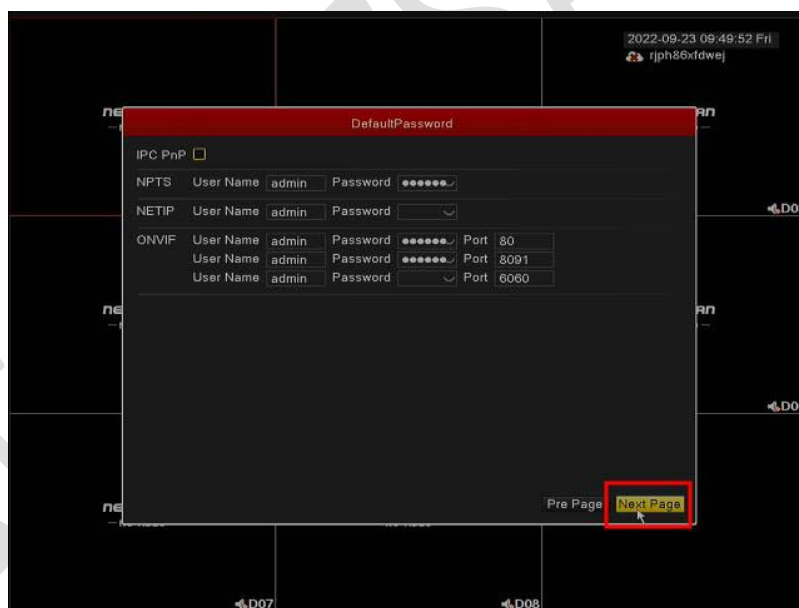 2022-09-23 09:49:52 Fri
rjph86xfdwej
DefaultPassword
IPC PnP
NPTS User Name admin Password ●●●●●●
NETIP User Name admin Password
ONVIF User Name admin Password ●●●●●● Port 80
User Name admin Password ●●●●●● Port 8091
User Name admin Password Port 6060
D0
D0
Pre Page Next Page
D07 D08